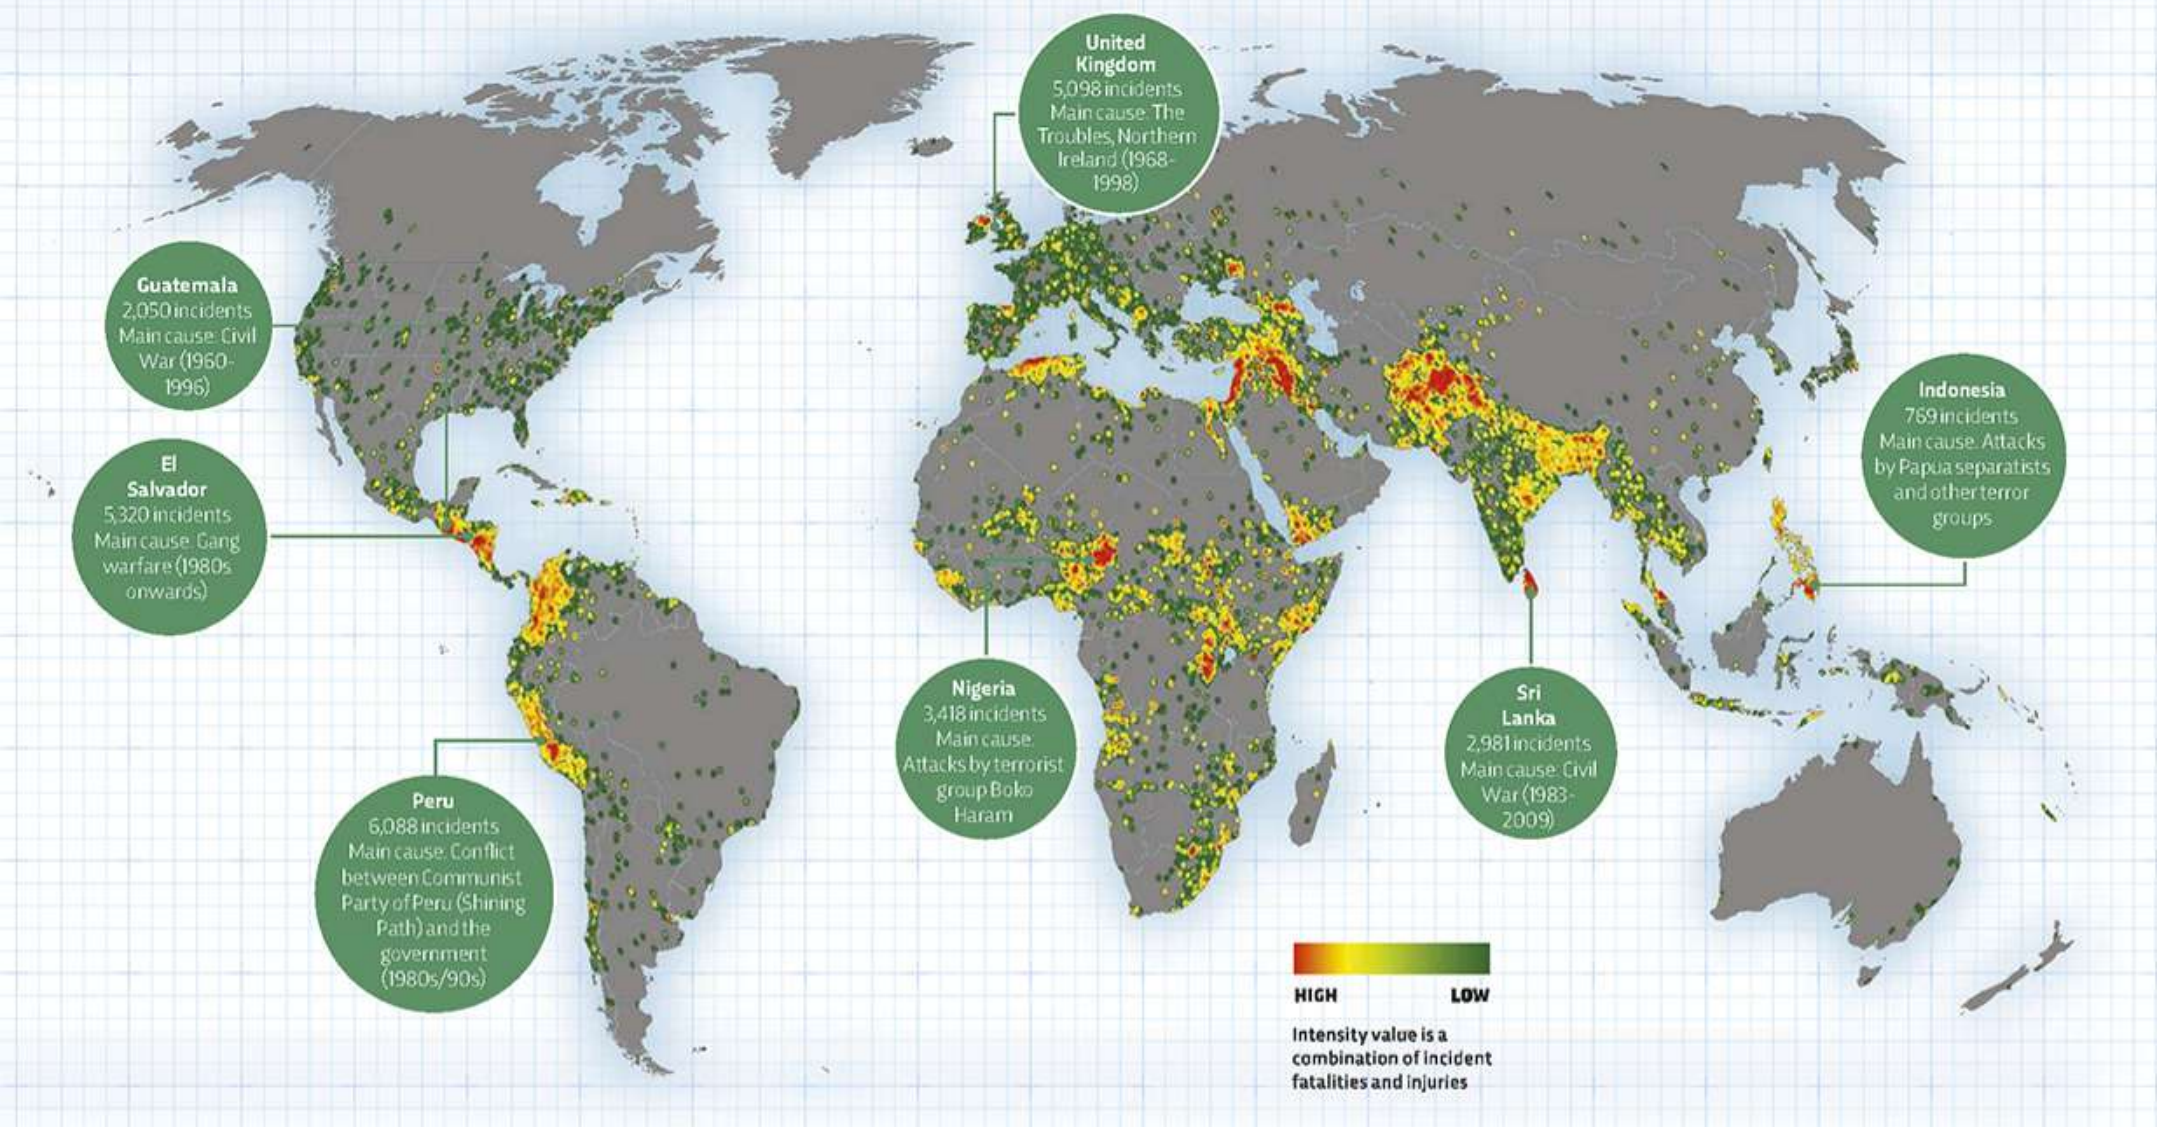 United
Kingdom
5,098 incidents
Main cause: The
Troubles, Northern
Ireland (1968-
1998)
Guatemala
2,050 incidents
Main cause: Civil
War (1960-
1996)
El
Salvador
5,320 incidents
Main cause: Gang
warfare (1980s
onwards)
Indonesia
769 incidents
Main cause: Attacks
by Papua separatists
and other terror
groups
Nigeria
3,418 incidents
Main cause:
Attacks by terrorist
group Boko
Haram
Sri
Lanka
2,981 incidents
Main cause: Civil
War (1983-
2009)
Peru
6,088 incidents
Main cause: Conflict
between Communist
Party of Peru (Shining
Path) and the
government
(1980s/90s)
HIGH LOW
Intensity value is a
combination of incident
fatalities and injuries